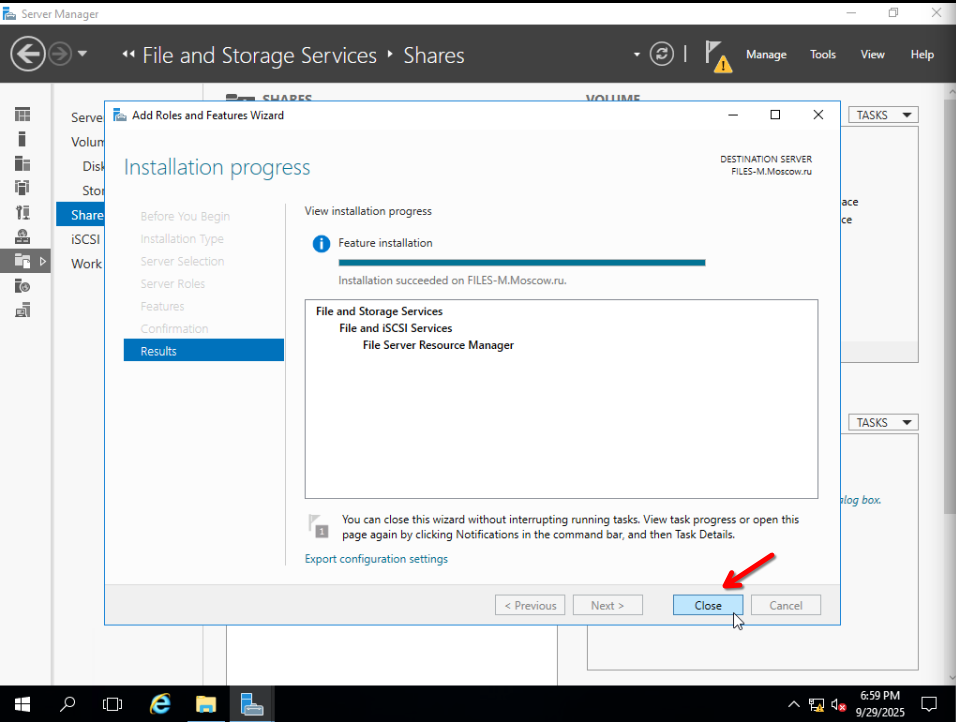 Server Manager
File and Storage Services
Shares
Manage
Tools
View
Help
SHARES
VOLUME
TASKS
Add Roles and Features Wizard
Installation progress
DESTINATION SERVER
FILES-M.Moscow.ru
Before You Begin
Installation Type
Server Selection
Server Roles
Features
Confirmation
Results
View installation progress
Feature installation
Installation succeeded on FILES-M.Moscow.ru.
File and Storage Services
File and iSCSI Services
File Server Resource Manager
1
You can close this wizard without interrupting running tasks. View task progress or open this
page again by clicking Notifications in the command bar, and then Task Details.
Export configuration settings
< Previous
Next >
Close
Cancel
Serve
Volum
Disk
Stor
Share
iSCSI
Work
ace
ce
TASKS
alog box.
6:59 PM
9/29/2025